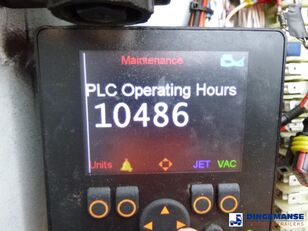 Maintenance
PLC Operating Hours
10486
Units JET VAC
DINGEMANSE